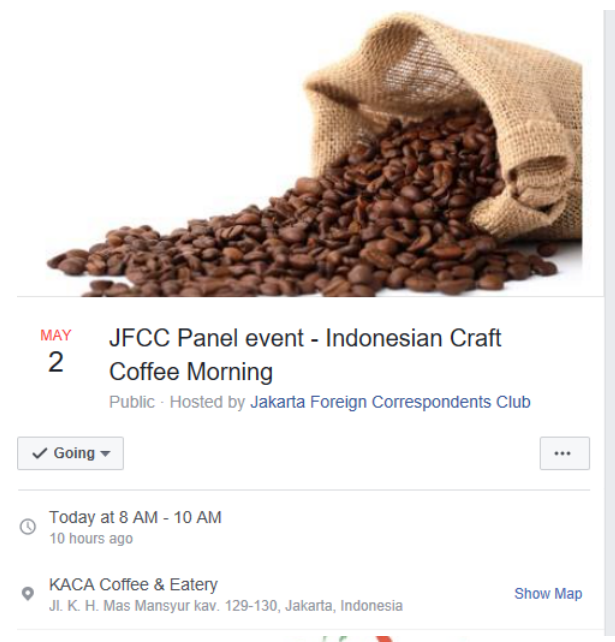 MAY
2
JFCC Panel event - Indonesian Craft
Coffee Morning
Public · Hosted by Jakarta Foreign Correspondents Club
Going
...
Today at 8 AM - 10 AM
10 hours ago
KACA Coffee & Eatery
Show Map
Jl. K. H. Mas Mansyur kav. 129-130, Jakarta, Indonesia